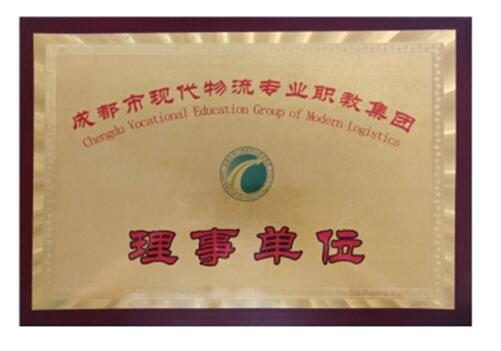 成都市现代物流专业职教集团
Chengdu Vocational Education Group of Modern Logistics
理事单位